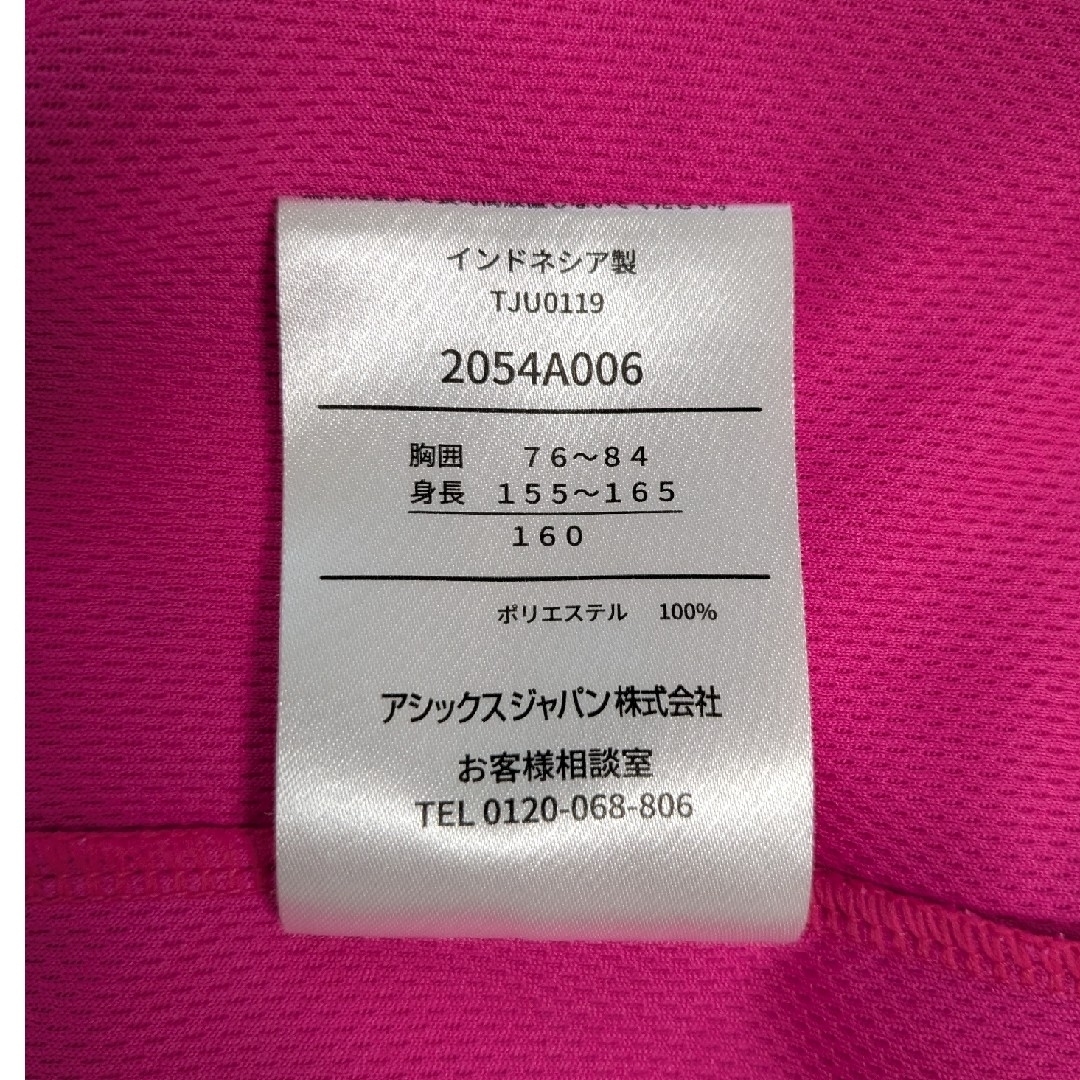 インドネシア製
TJU0119
2054A006
胸囲 76～84
身長 155～165
160
ポリエステル 100%
アシックスジャパン株式会社
お客様相談室
TEL 0120-068-806